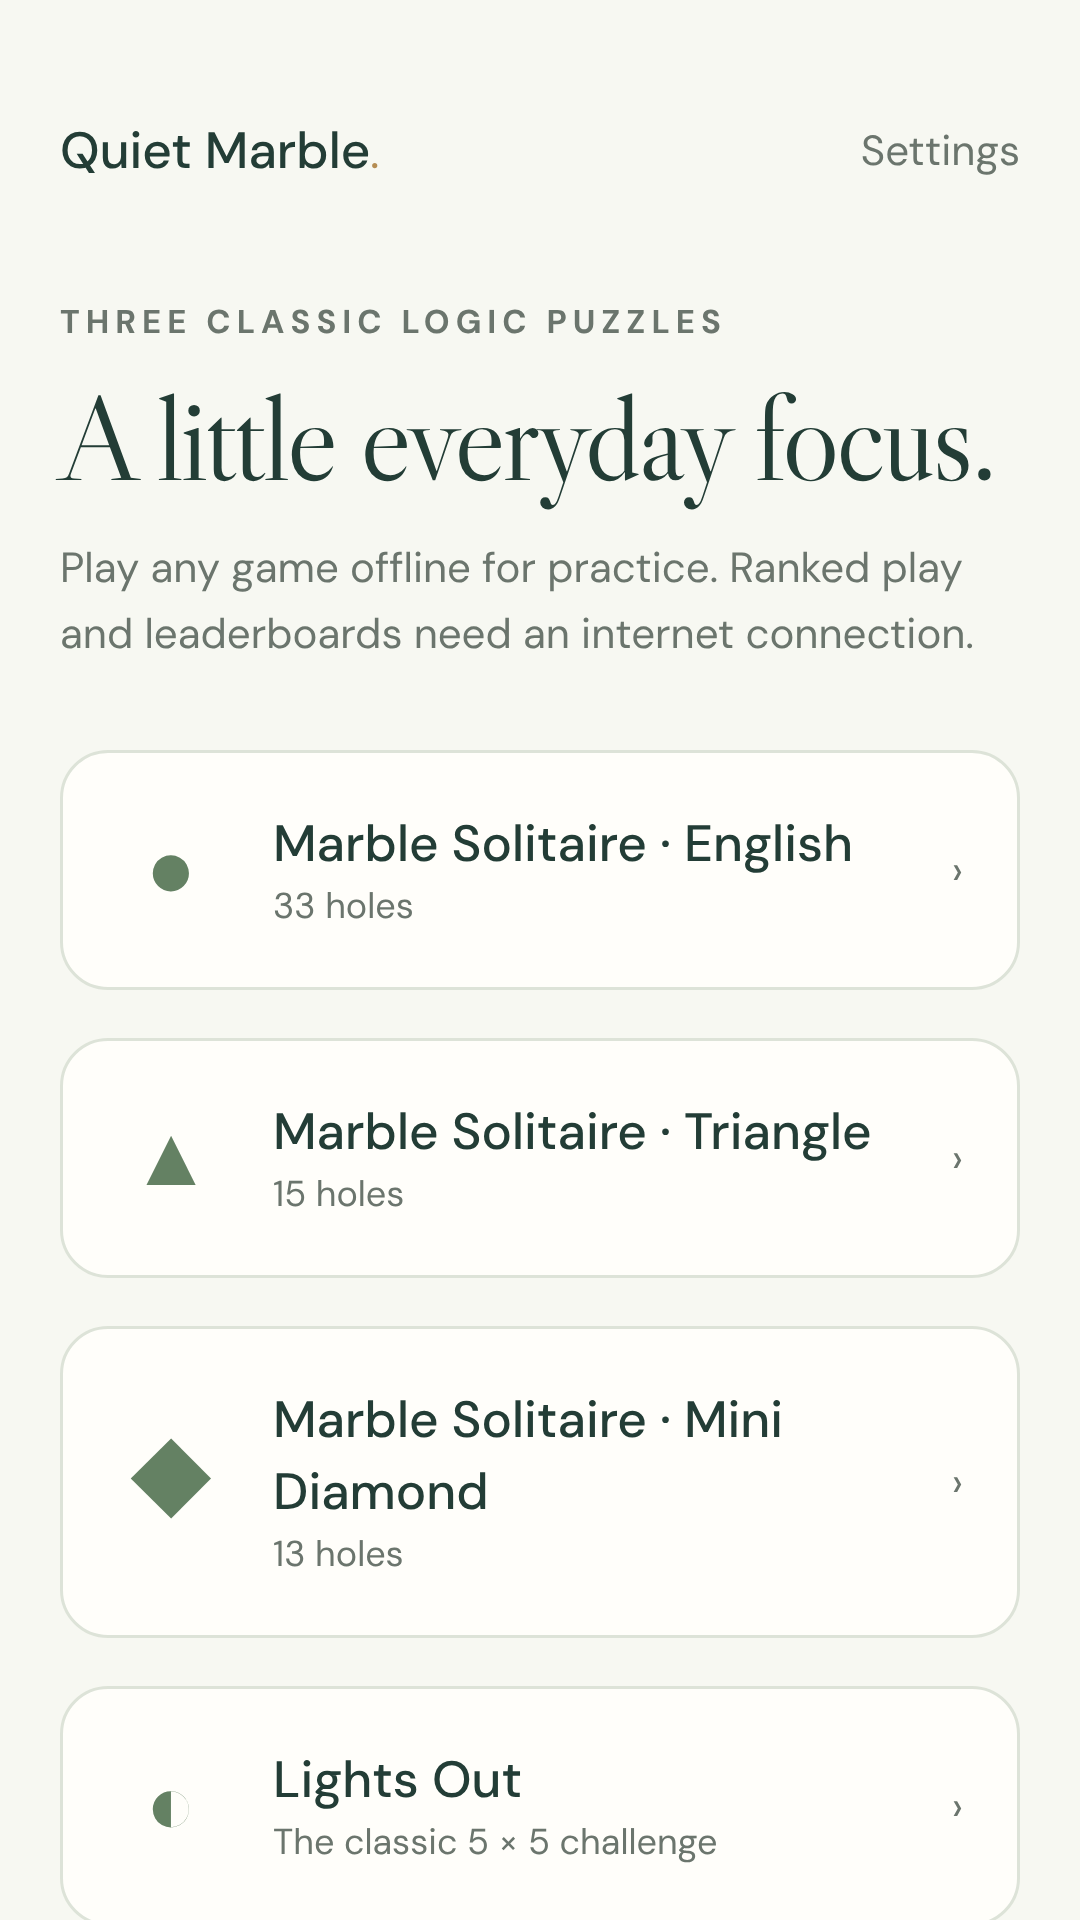 Quiet Marble.
Settings
THREE CLASSIC LOGIC PUZZLES
A little everyday focus.
Play any game offline for practice. Ranked play
and leaderboards need an internet connection.
Marble Solitaire · English
33 holes
›
Marble Solitaire · Triangle
15 holes
›
Marble Solitaire · Mini
Diamond
13 holes
›
Lights Out
The classic 5 × 5 challenge
›